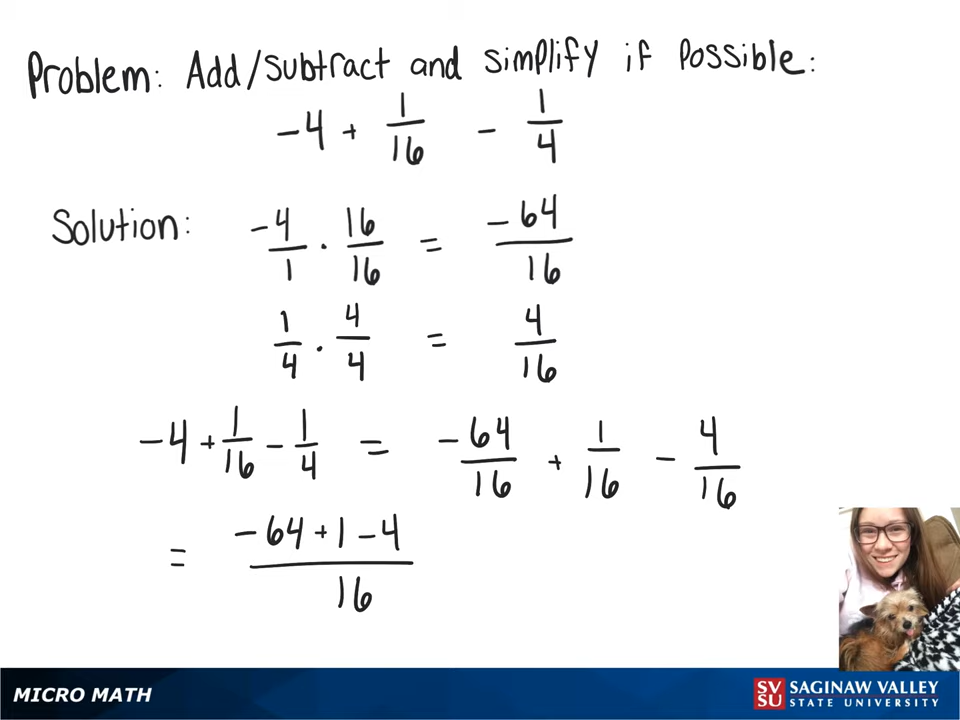 Problem: Add/subtract and simplify if possible:
-4 + 1/16 - 1/4
Solution: -4/1 · 16/16 = -64/16
1/4 · 4/4 = 4/16
-4 + 1/16 - 1/4 = -64/16 + 1/16 - 4/16
= -64+1-4/16
MICRO MATH
SVSU SAGINAW VALLEY
STATE UNIVERSITY